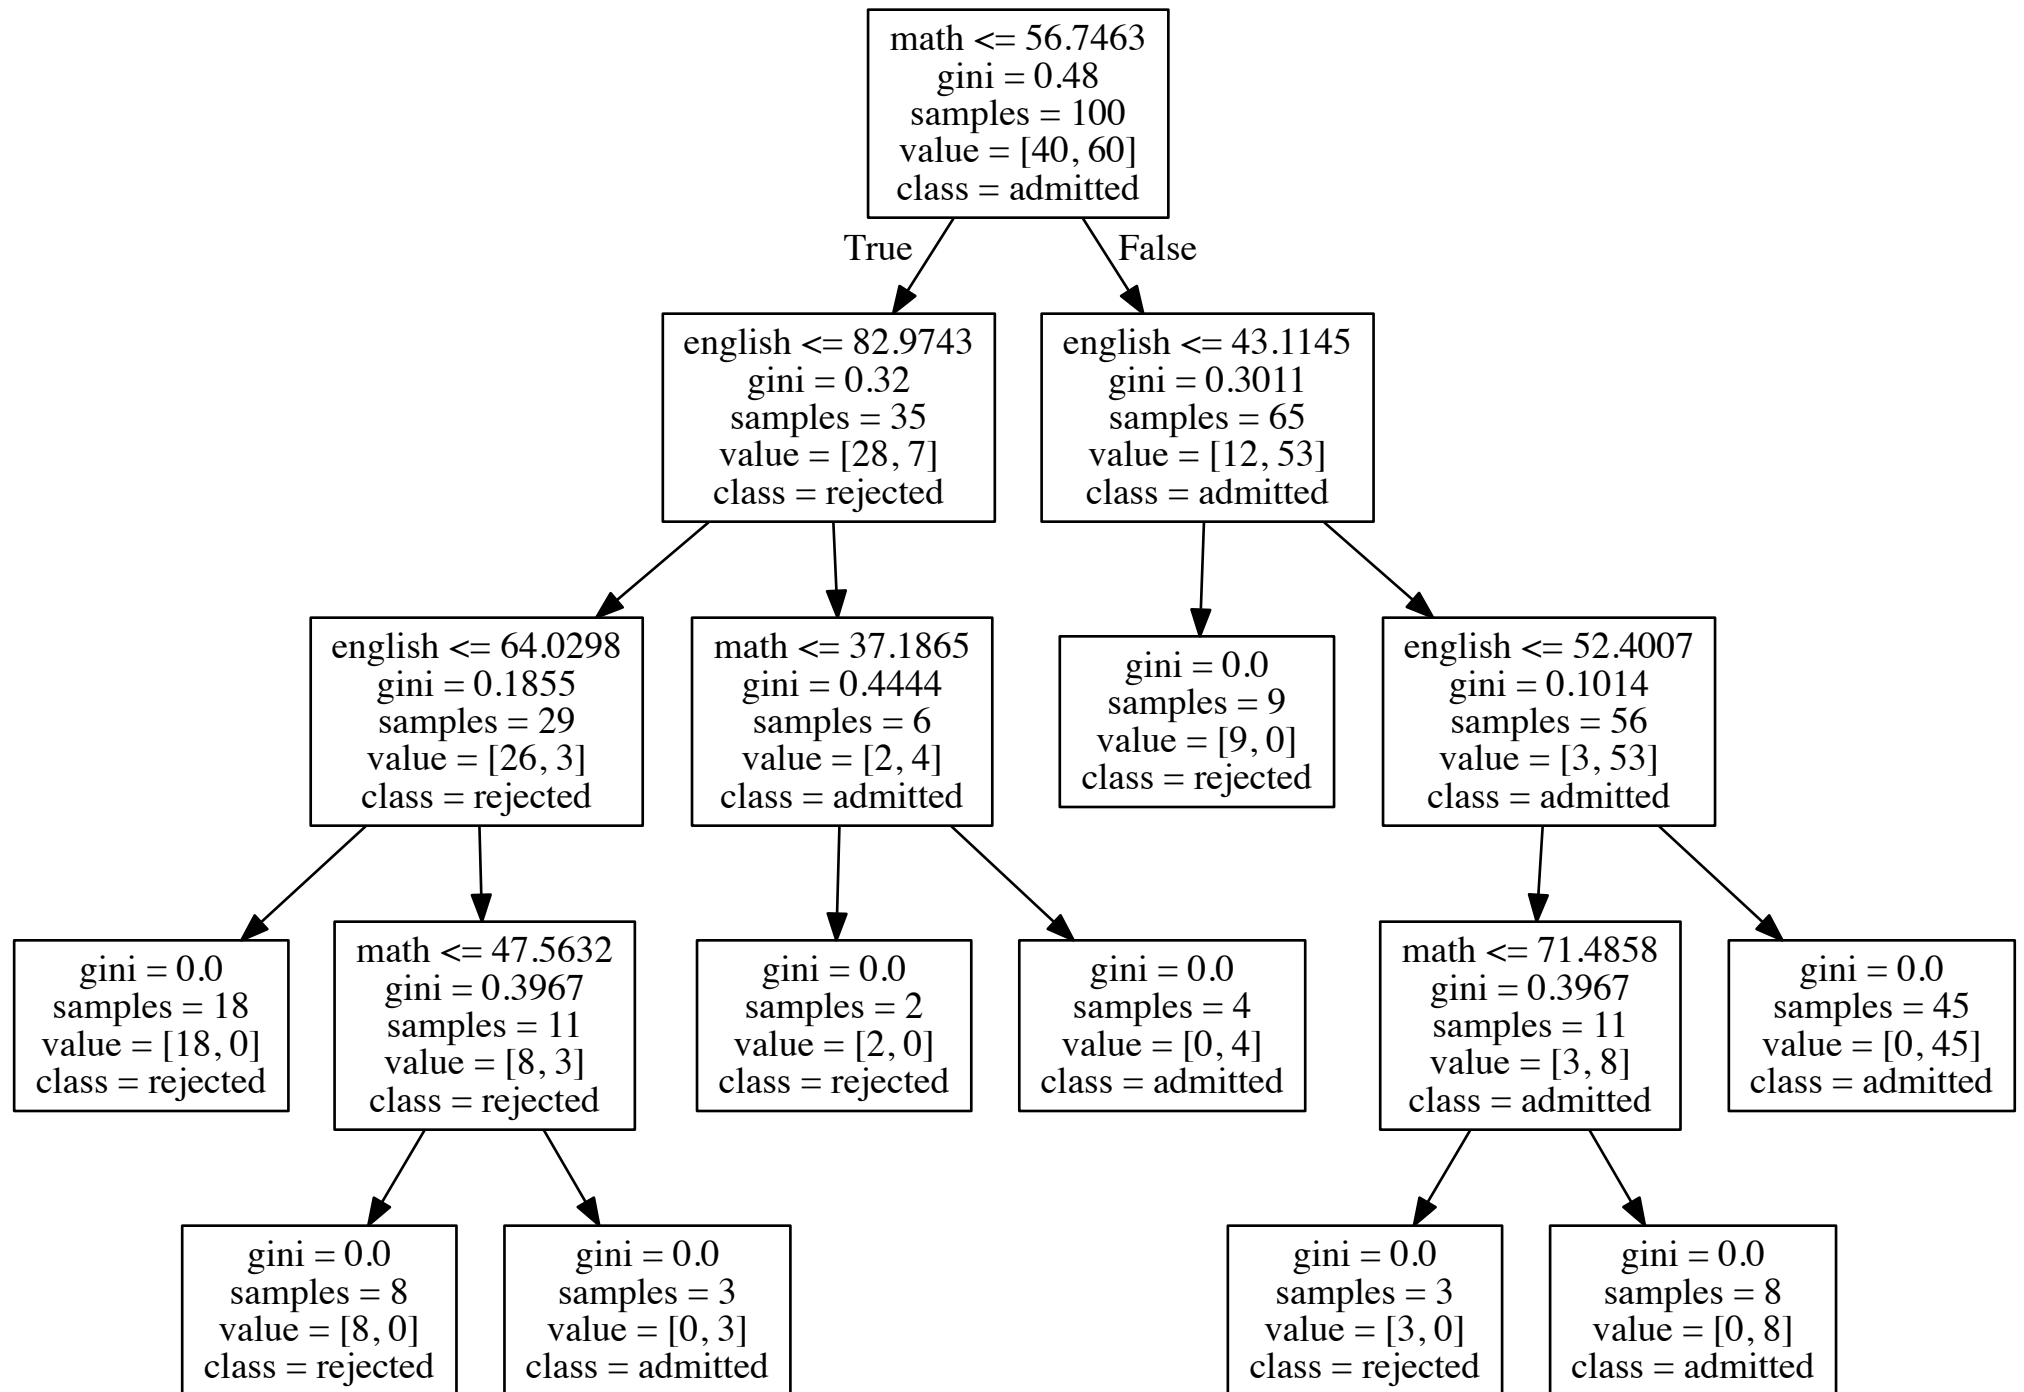 math <= 56.7463
gini = 0.48
samples = 100
value = [40, 60]
class = admitted
True
False
english <= 82.9743
gini = 0.32
samples = 35
value = [28, 7]
class = rejected
english <= 43.1145
gini = 0.3011
samples = 65
value = [12, 53]
class = admitted
english <= 64.0298
gini = 0.1855
samples = 29
value = [26, 3]
class = rejected
math <= 37.1865
gini = 0.4444
samples = 6
value = [2, 4]
class = admitted
gini = 0.0
samples = 9
value = [9, 0]
class = rejected
english <= 52.4007
gini = 0.1014
samples = 56
value = [3, 53]
class = admitted
gini = 0.0
samples = 18
value = [18, 0]
class = rejected
math <= 47.5632
gini = 0.3967
samples = 11
value = [8, 3]
class = rejected
gini = 0.0
samples = 2
value = [2, 0]
class = rejected
gini = 0.0
samples = 4
value = [0, 4]
class = admitted
math <= 71.4858
gini = 0.3967
samples = 11
value = [3, 8]
class = admitted
gini = 0.0
samples = 45
value = [0, 45]
class = admitted
gini = 0.0
samples = 8
value = [8, 0]
class = rejected
gini = 0.0
samples = 3
value = [0, 3]
class = admitted
gini = 0.0
samples = 3
value = [3, 0]
class = rejected
gini = 0.0
samples = 8
value = [0, 8]
class = admitted